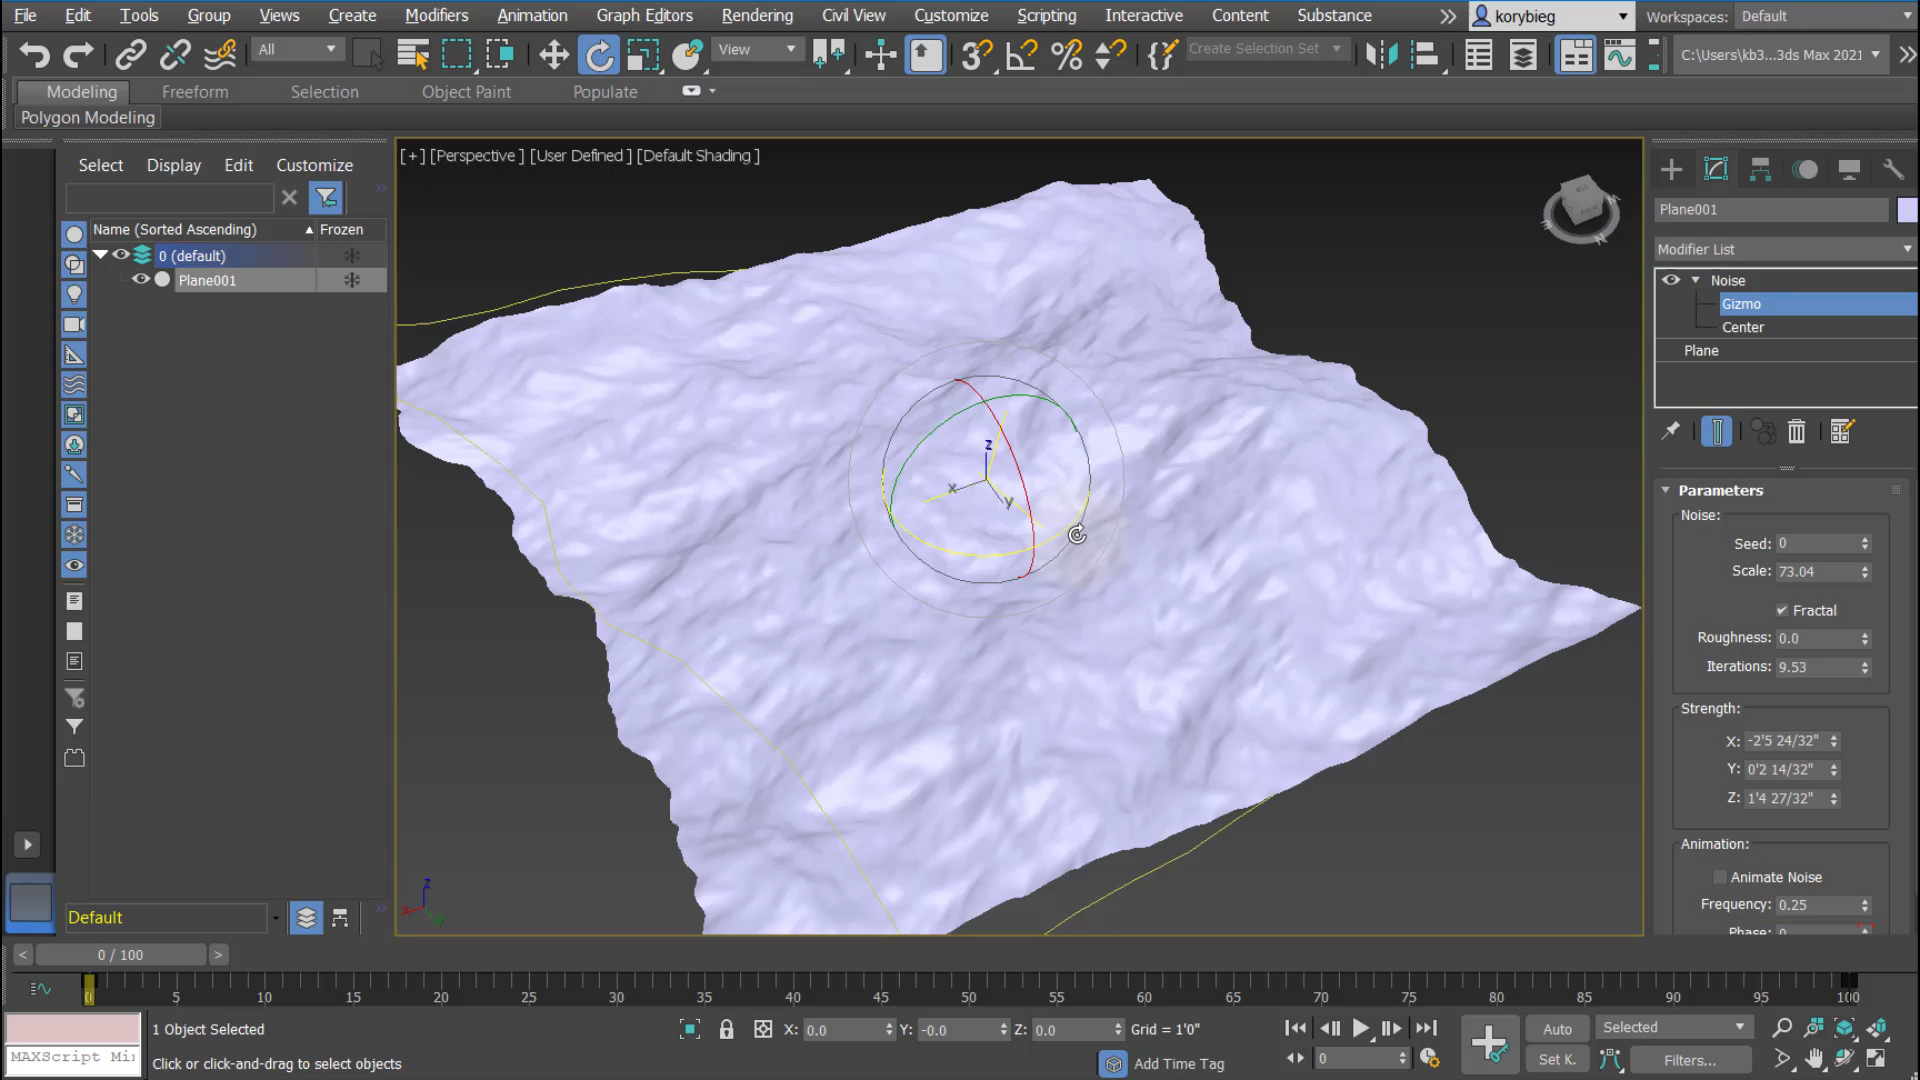 File Edit Tools Group Views Create Modifiers Animation Graph Editors Rendering Civil View Customize Scripting Interactive Content Substance korybieg Workspaces: Default
All View Create Selection Set C:\Users\kb3...3ds Max 2021
Modeling Freeform Selection Object Paint Populate
Polygon Modeling
Select Display Edit Customize
Name (Sorted Ascending) Frozen
0 (default)
Plane001
Default
[+] [Perspective] [User Defined] [Default Shading]
z
x
y
z
x
y
Plane001
Modifier List
Noise
Gizmo
Center
Plane
Parameters
Noise:
Seed: 0
Scale: 73.04
Fractal
Roughness: 0.0
Iterations: 9.53
Strength:
X: -2'5 24/32"
Y: 0'2 14/32"
Z: 1'4 27/32"
Animation:
Animate Noise
Frequency: 0.25
Phase: 0
< 0 / 100 >
0 5 10 15 20 25 30 35 40 45 50 55 60 65 70 75 80 85 90 95 100
1 Object Selected X: 0.0 Y: -0.0 Z: 0.0 Grid = 1'0" Auto Selected
MAXScript Mi Click or click-and-drag to select objects Add Time Tag 0 Set K. Filters...